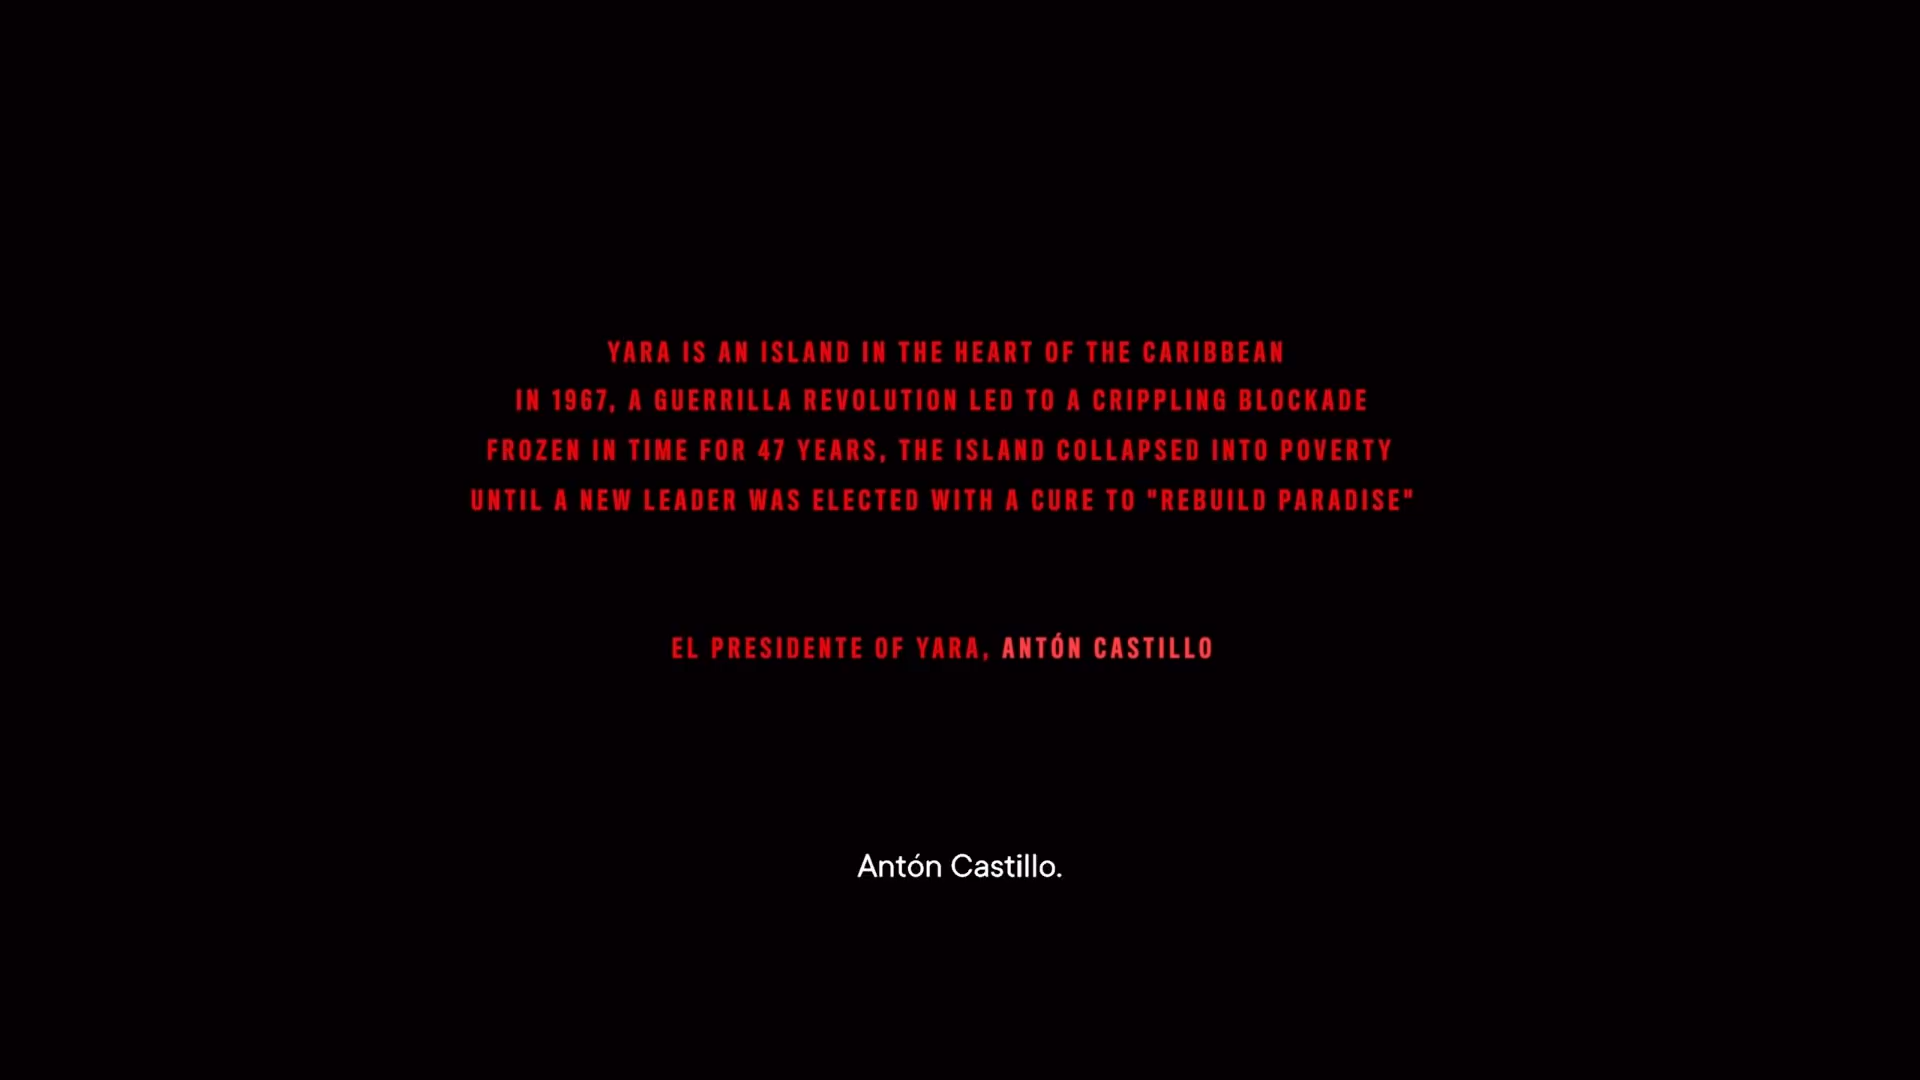 YARA IS AN ISLAND IN THE HEART OF THE CARIBBEAN
IN 1967, A GUERRILLA REVOLUTION LED TO A CRIPPLING BLOCKADE
FROZEN IN TIME FOR 47 YEARS, THE ISLAND COLLAPSED INTO POVERTY
UNTIL A NEW LEADER WAS ELECTED WITH A CURE TO "REBUILD PARADISE"
EL PRESIDENTE OF YARA, ANTÓN CASTILLO
Antón Castillo.